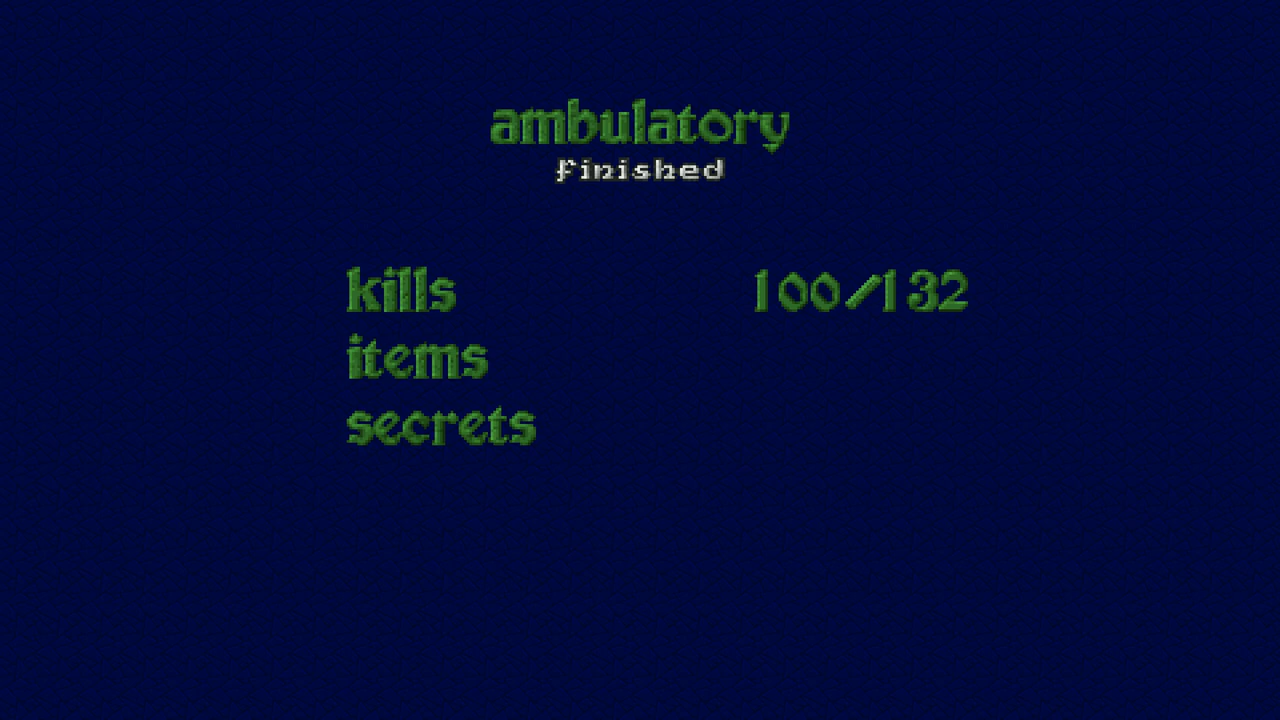 ambulatory
finished
kills 100/132
items
secrets